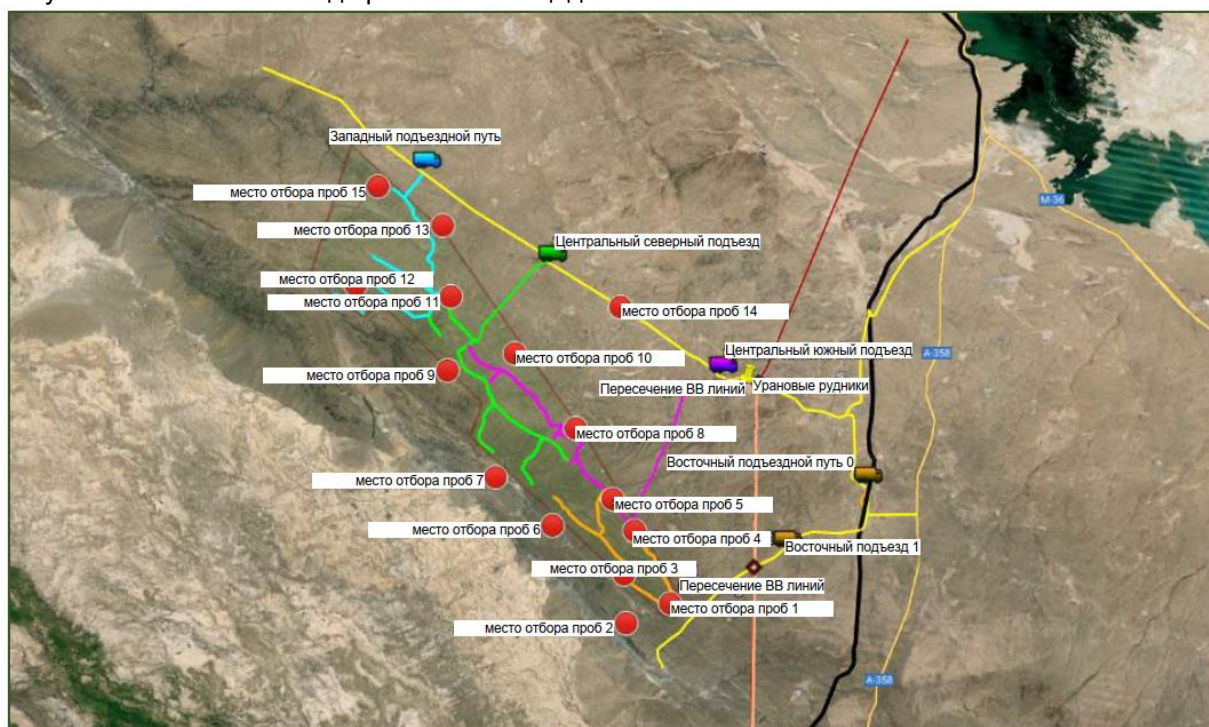 Западный подъездной путь
место отбора проб 15
М-36
место отбора проб 13
Центральный северный подъезд
место отбора проб 12
место отбора проб 11
место отбора проб 14
Центральный южный подъезд
А-358
место отбора проб 10
место отбора проб 9
Пересечение ВВ линий
Урановые рудники
место отбора проб 8
Восточный подъездной путь 0
место отбора проб 7
место отбора проб 5
место отбора проб 6
место отбора проб 4
Восточный подъезд 1
место отбора проб 3
Пересечение ВВ линий
место отбора проб 1
место отбора проб 2
А-358